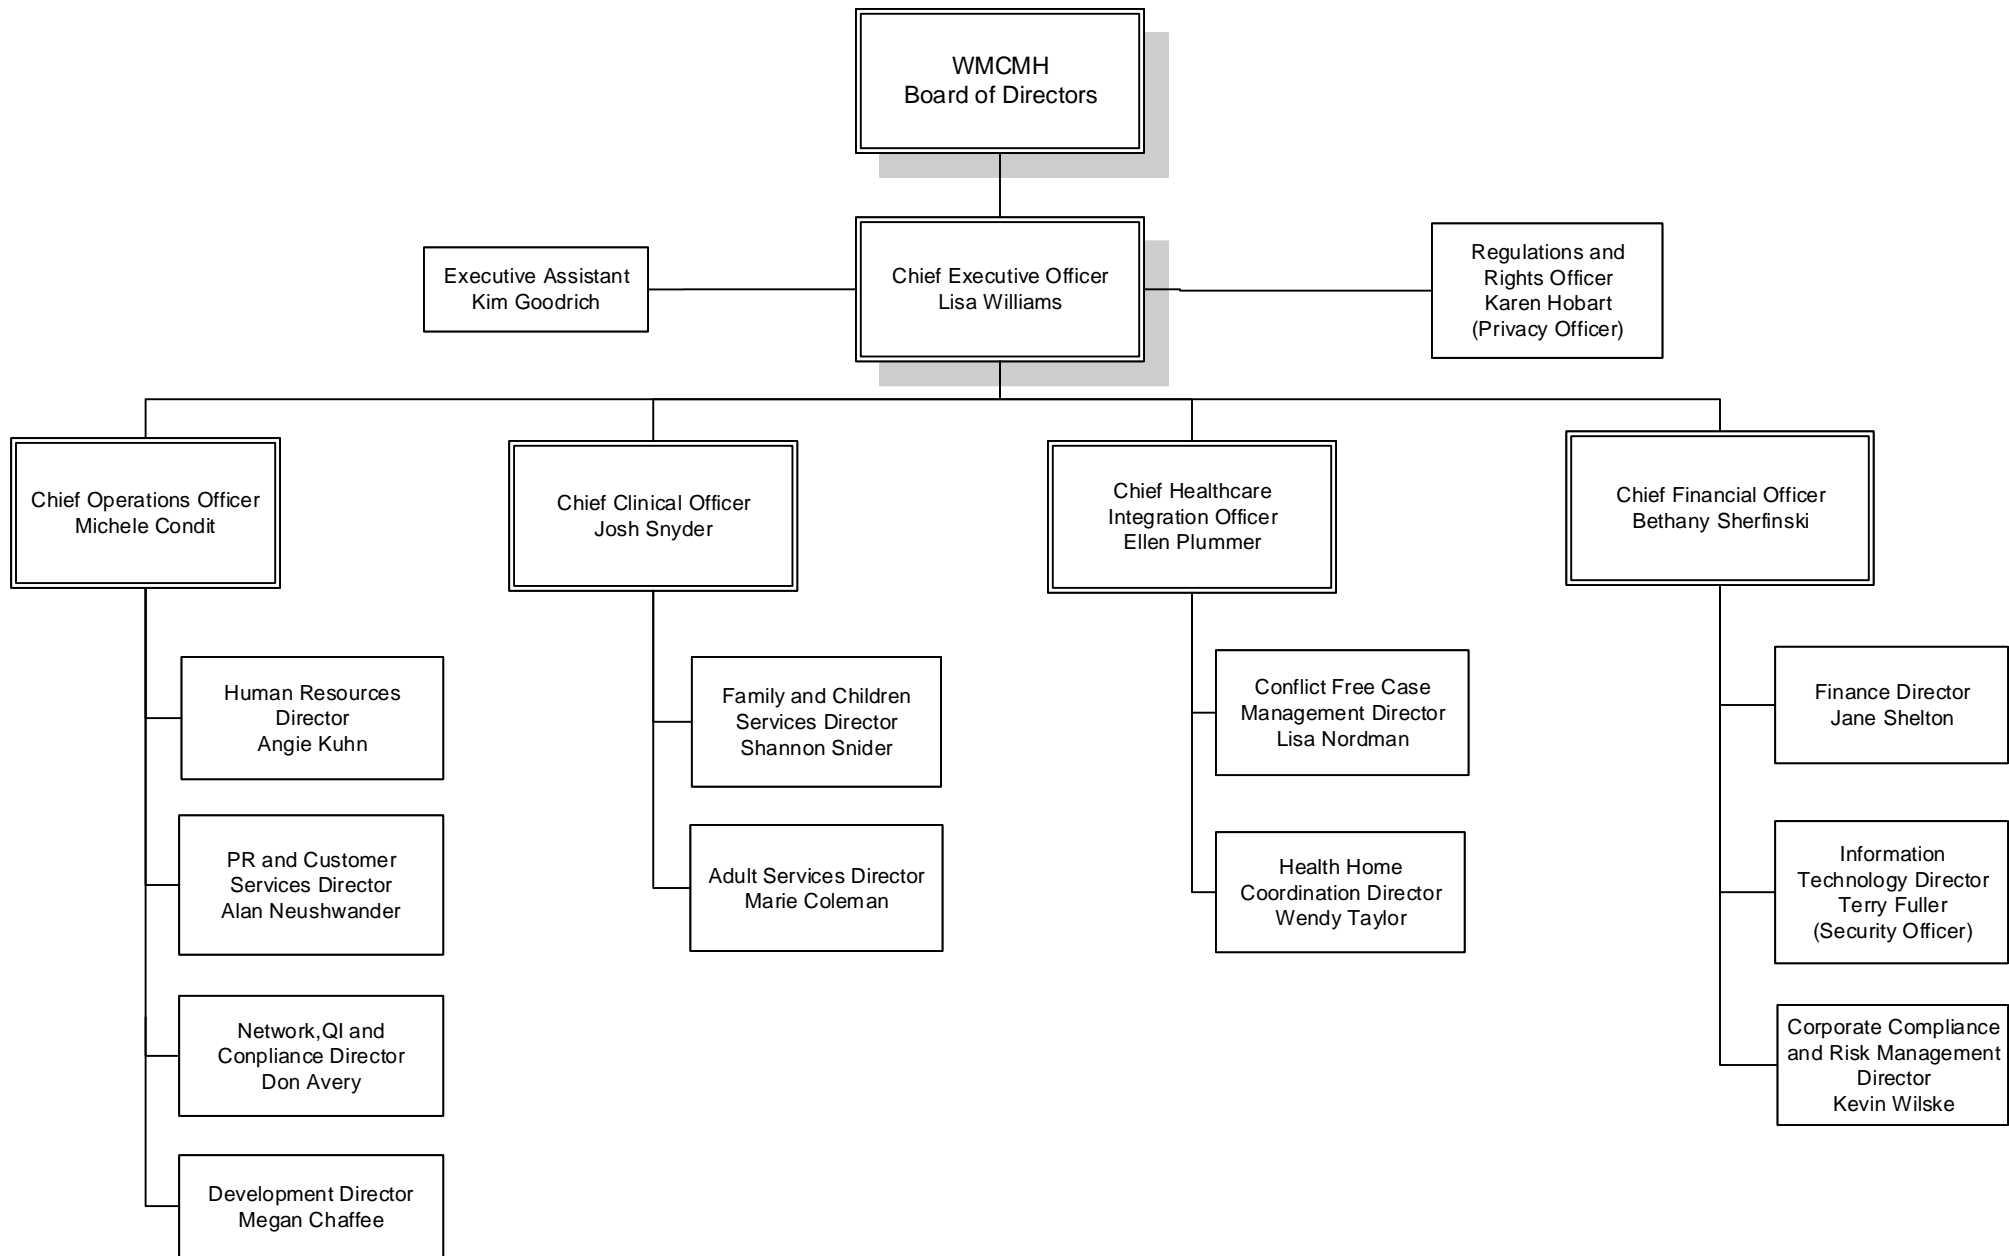 WMCMH
Board of Directors
Executive Assistant
Kim Goodrich
Chief Executive Officer
Lisa Williams
Regulations and
Rights Officer
Karen Hobart
(Privacy Officer)
Chief Operations Officer
Michele Condit
Chief Clinical Officer
Josh Snyder
Chief Healthcare
Integration Officer
Ellen Plummer
Chief Financial Officer
Bethany Sherfinski
Human Resources
Director
Angie Kuhn
PR and Customer
Services Director
Alan Neushwander
Network,QI and
Conpliance Director
Don Avery
Development Director
Megan Chaffee
Family and Children
Services Director
Shannon Snider
Adult Services Director
Marie Coleman
Conflict Free Case
Management Director
Lisa Nordman
Health Home
Coordination Director
Wendy Taylor
Finance Director
Jane Shelton
Information
Technology Director
Terry Fuller
(Security Officer)
Corporate Compliance
and Risk Management
Director
Kevin Wilske